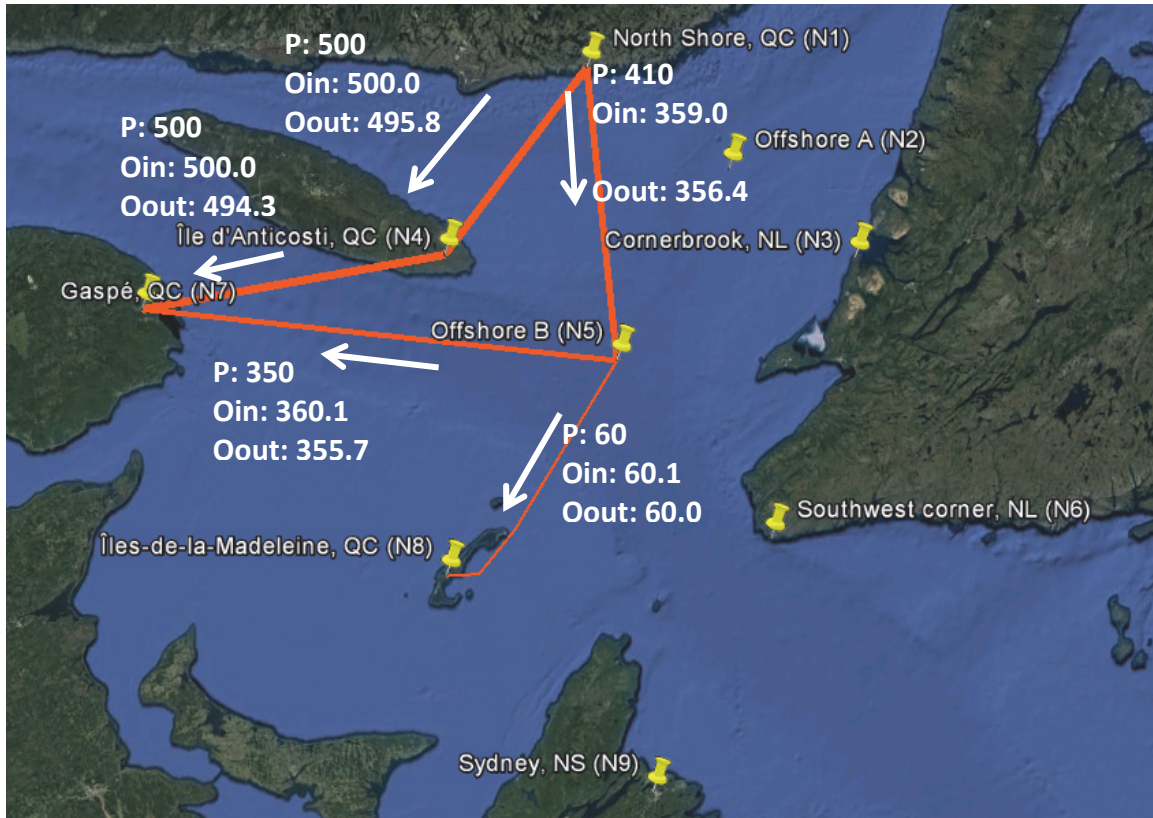 North Shore, QC (N1)
P: 500
Oin: 500.0
Oout: 495.8
P: 410
Oin: 359.0
Oout: 356.4
P: 500
Oin: 500.0
Oout: 494.3
Offshore A (N2)
Île d'Anticosti, QC (N4)
Cornerbrook, NL (N3)
Gaspé, QC (N7)
Offshore B (N5)
P: 350
Oin: 360.1
Oout: 355.7
P: 60
Oin: 60.1
Oout: 60.0
Southwest corner, NL (N6)
Îles-de-la-Madeleine, QC (N8)
Sydney, NS (N9)